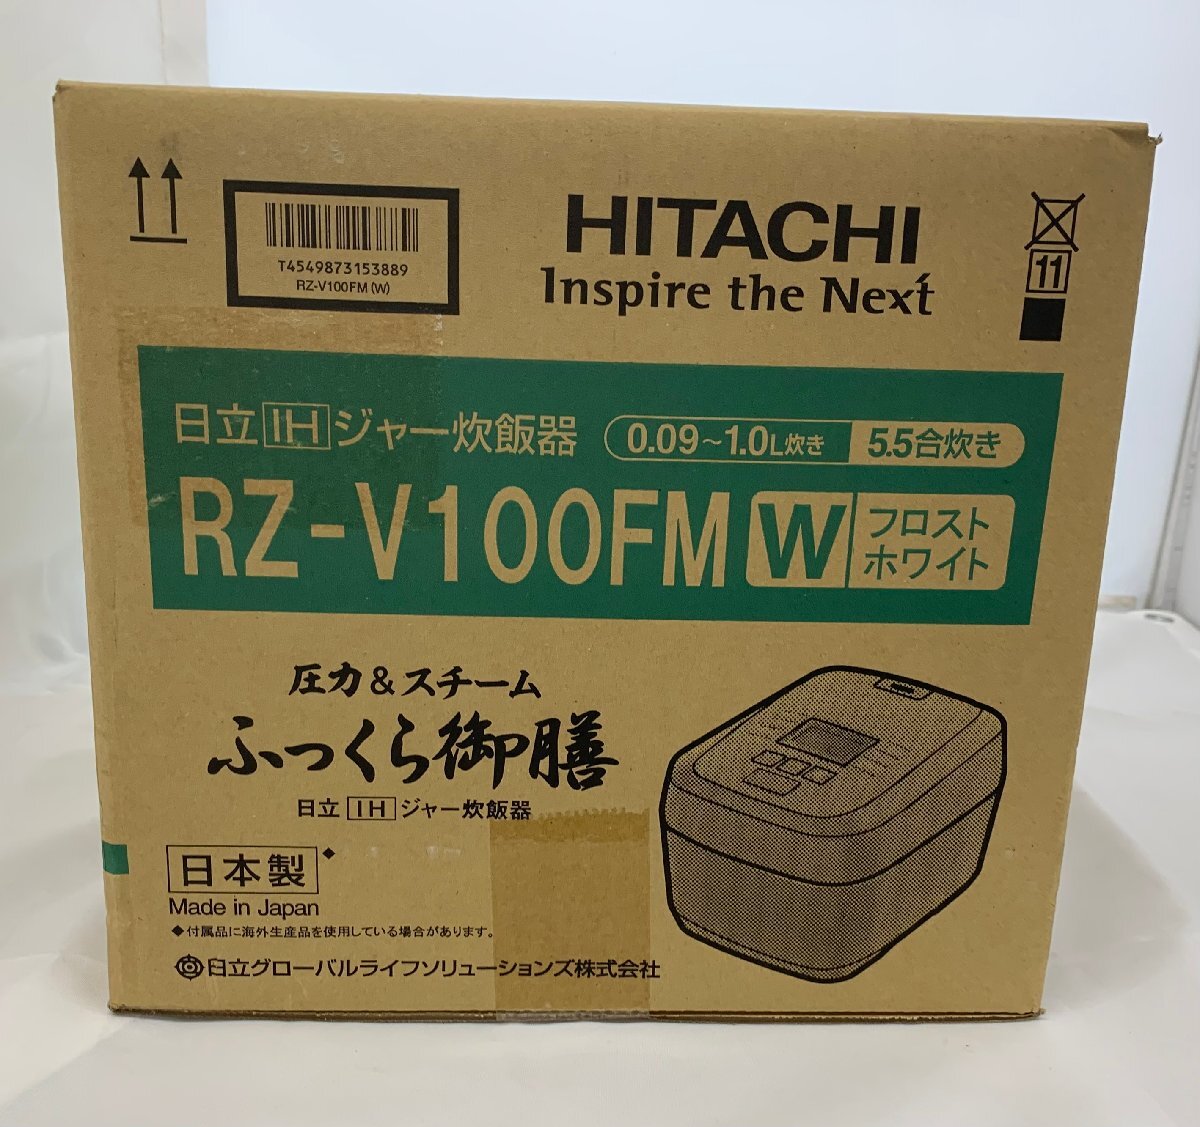 T4549873153889
RZ-V100FM(W)
HITACHI
Inspire the Next
11
日立 IH ジャー炊飯器
0.09～1.0L炊き 5.5合炊き
RZ-V100FM W フロスト
ホワイト
圧力&スチーム
ふっくら御膳
日立 IH ジャー炊飯器
日本製◆
Made in Japan
◆付属品に海外生産品を使用している場合があります。
日立グローバルライフソリューションズ株式会社